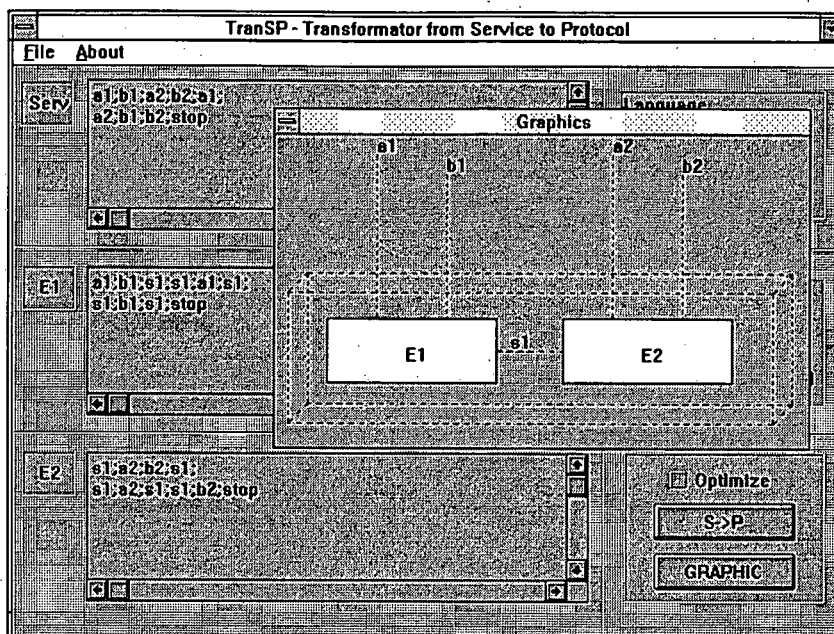 TranSP - Transformator from Service to Protocol
File About
Serv
a1;b1;a2;b2;a1;
a2;b1;b2;stop
Language
Graphics
a1
b1
a2
b2
E1
s1
E2
E1
a1;b1;s1;s1;a1;s1;
s1;b1;s1;stop
E2
s1;a2;b2;s1;
s1;a2;s1;s1;b2;stop
Optimize
S->P
GRAPHIC